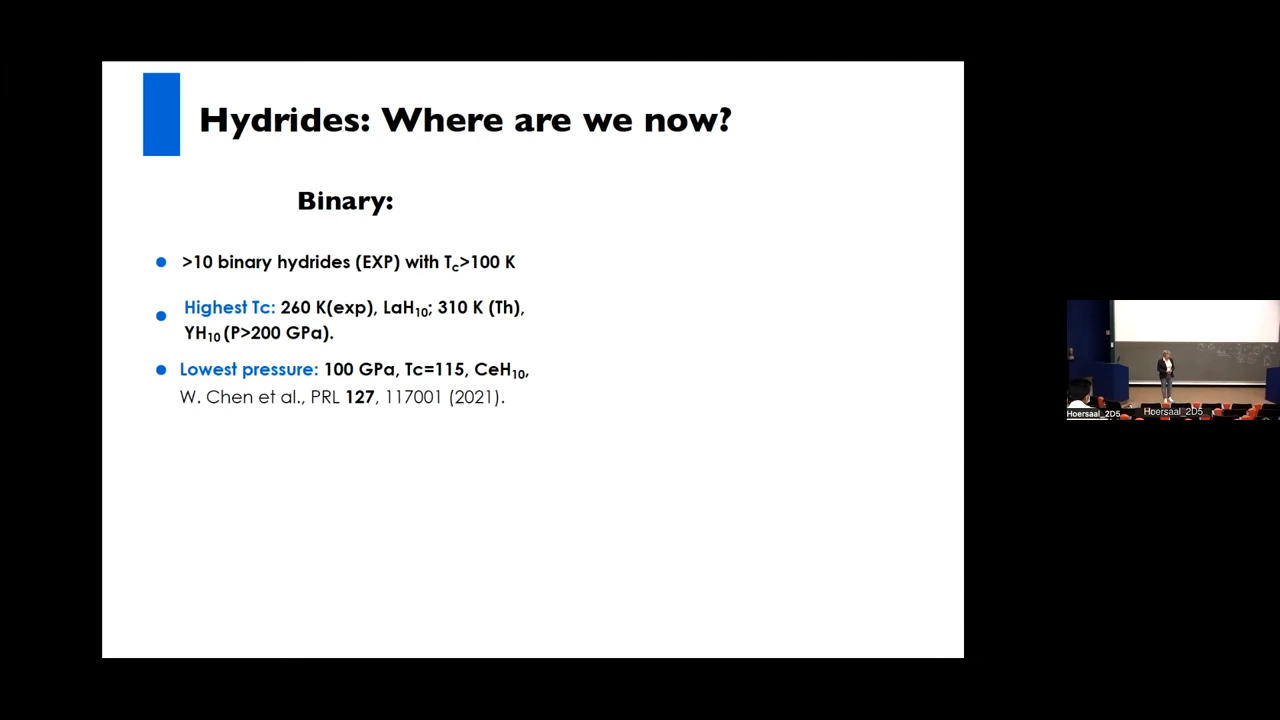 Hydrides: Where are we now?
Binary:
>10 binary hydrides (EXP) with Tc>100 K
Highest Tc: 260 K(exp), LaH10; 310 K (Th),
YH10 (P>200 GPa).
Lowest pressure: 100 GPa, Tc=115, CeH10,
W. Chen et al., PRL 127, 117001 (2021).
Hoersaal_2D5
Hoersaal_2D5